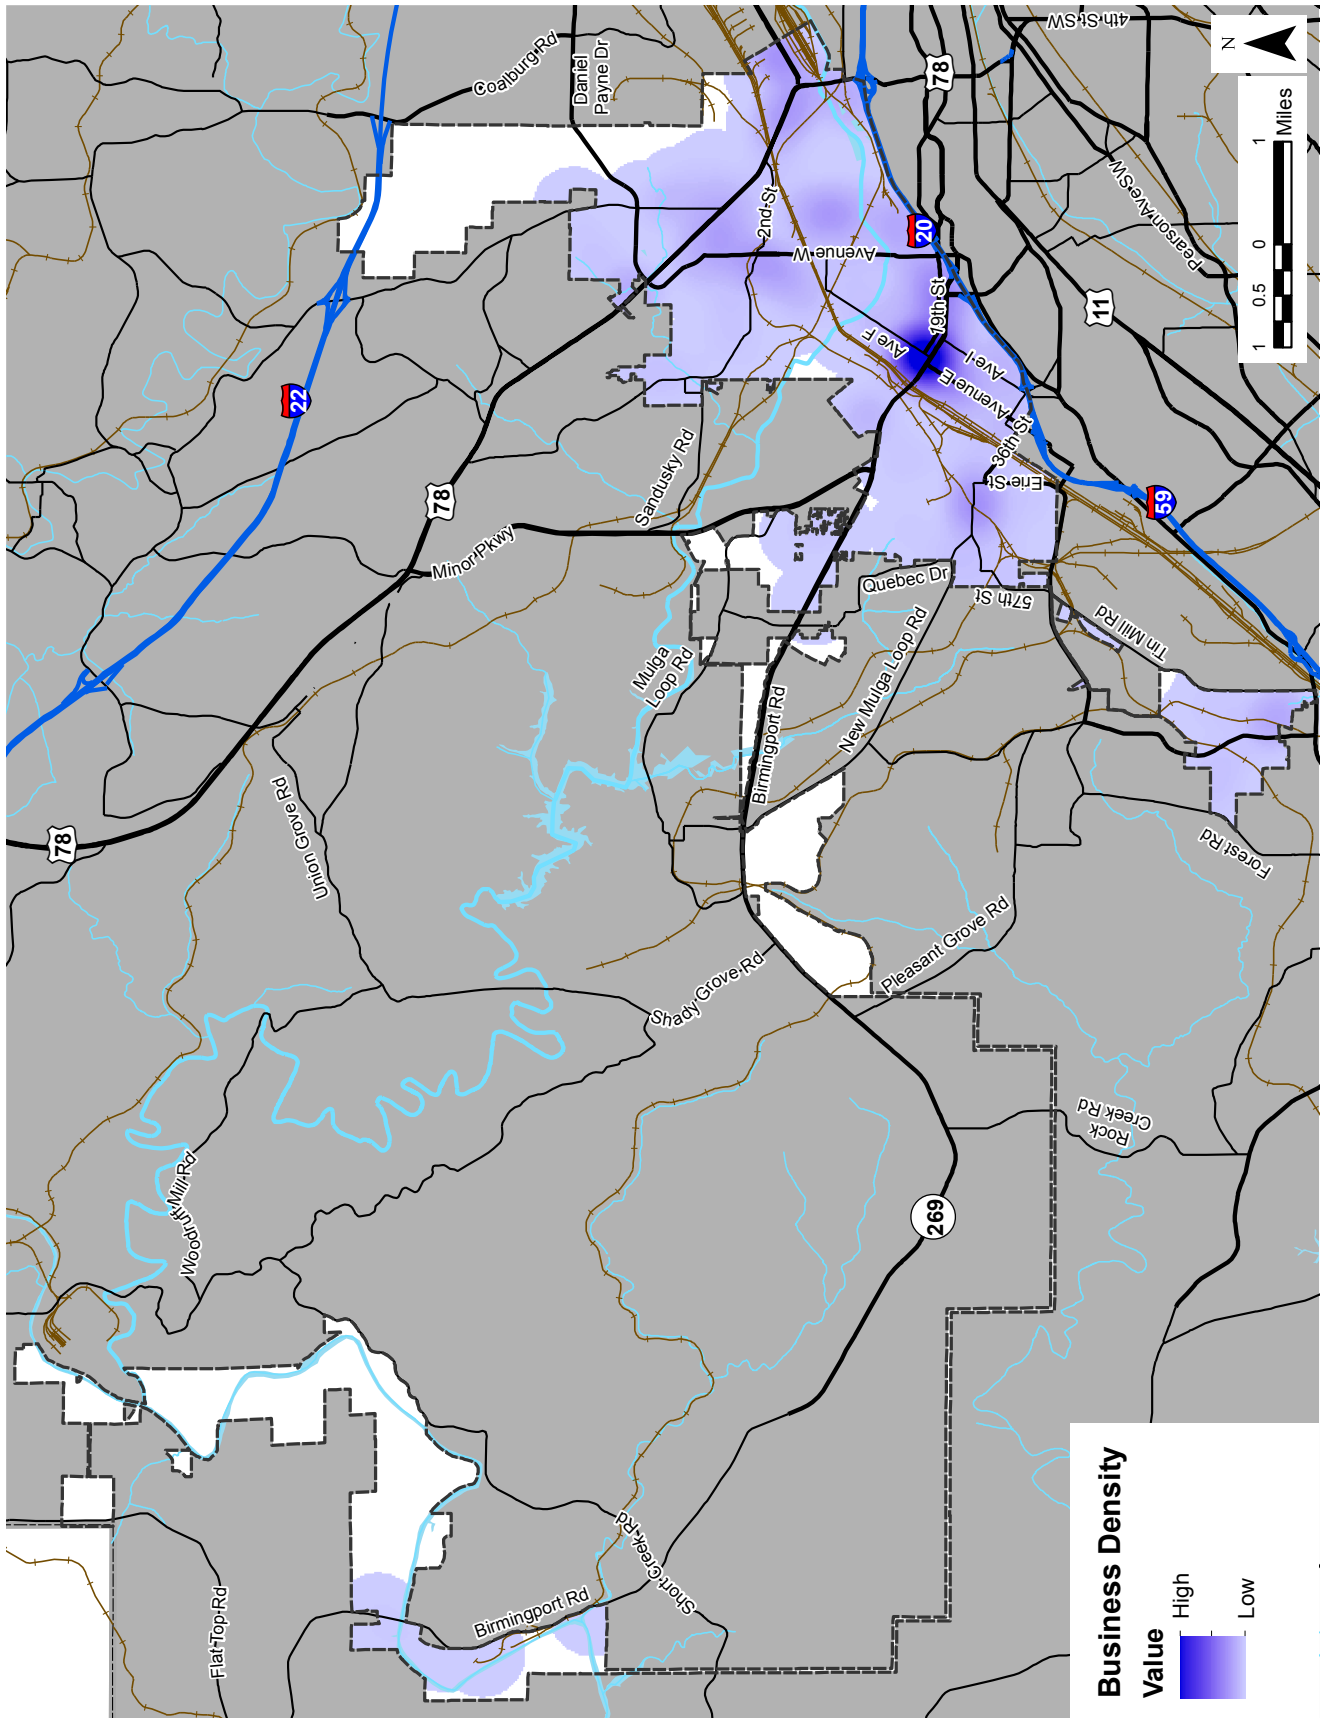 Coalburg Rd
Daniel
Payne Dr
4th St SW
N
78
22
2nd St
Avenue W
20
19th St
Ave F
Ave I
Avenue E
36th St
Erie St
Pearson Ave SW
11
1 0.5 0 1
Miles
78
Sandusky Rd
Minor Pkwy
59
Quebec Dr
57th St
Mulga
Loop Rd
New Mulga Loop Rd
Tin Mill Rd
Birmingport Rd
78
Union Grove Rd
Forest Rd
Pleasant Grove Rd
Shady Grove Rd
Rock
Creek Rd
Woodruff Mill Rd
269
Short Creek Rd
Birmingport Rd
Flat Top Rd
Business Density
Value
High
Low